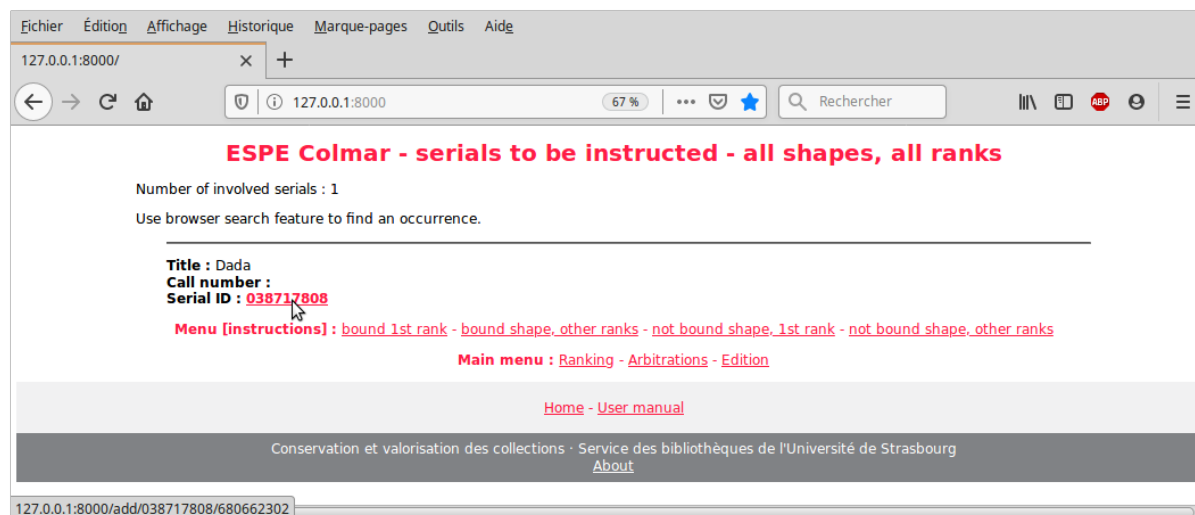 Fichier Édition Affichage Historique Marque-pages Outils Aide
127.0.0.1:8000/
127.0.0.1:8000 67 % Rechercher ABP
ESPE Colmar - serials to be instructed - all shapes, all ranks
Number of involved serials : 1
Use browser search feature to find an occurrence.
Title : Dada
Call number :
Serial ID : 038717808
Menu [instructions] : bound 1st rank - bound shape, other ranks - not bound shape, 1st rank - not bound shape, other ranks
Main menu : Ranking - Arbitrations - Edition
Home - User manual
Conservation et valorisation des collections · Service des bibliothèques de l'Université de Strasbourg
About
127.0.0.1:8000/add/038717808/680662302